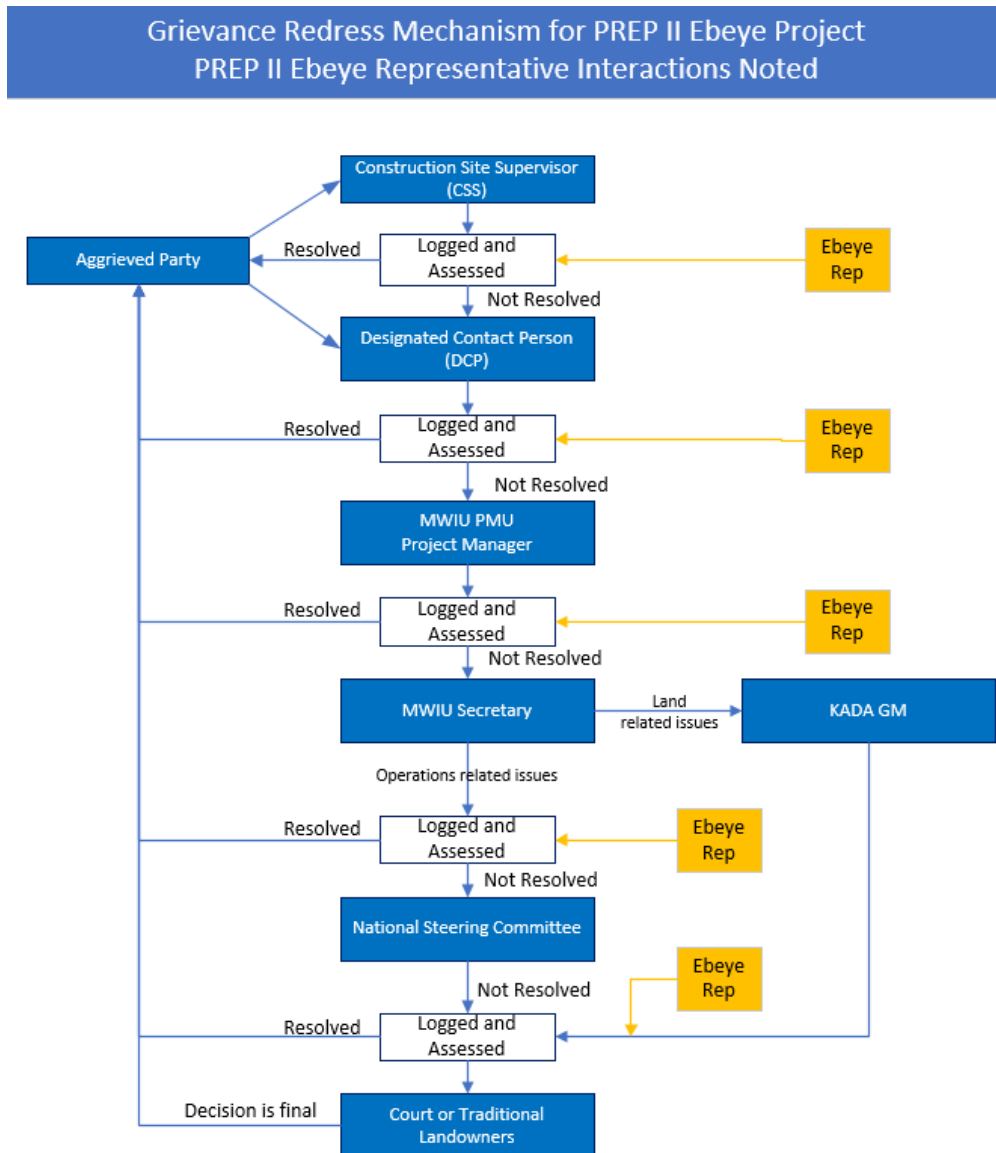 Grievance Redress Mechanism for PREP II Ebeye Project
PREP II Ebeye Representative Interactions Noted
Construction Site Supervisor
(CSS)
Aggrieved Party
Resolved
Logged and
Assessed
Ebeye
Rep
Not Resolved
Designated Contact Person
(DCP)
Resolved
Logged and
Assessed
Ebeye
Rep
Not Resolved
MWIU PMU
Project Manager
Resolved
Logged and
Assessed
Ebeye
Rep
Not Resolved
MWIU Secretary
Land
related issues
KADA GM
Operations related issues
Resolved
Logged and
Assessed
Ebeye
Rep
Not Resolved
National Steering Committee
Ebeye
Rep
Not Resolved
Resolved
Logged and
Assessed
Decision is final
Court or Traditional
Landowners